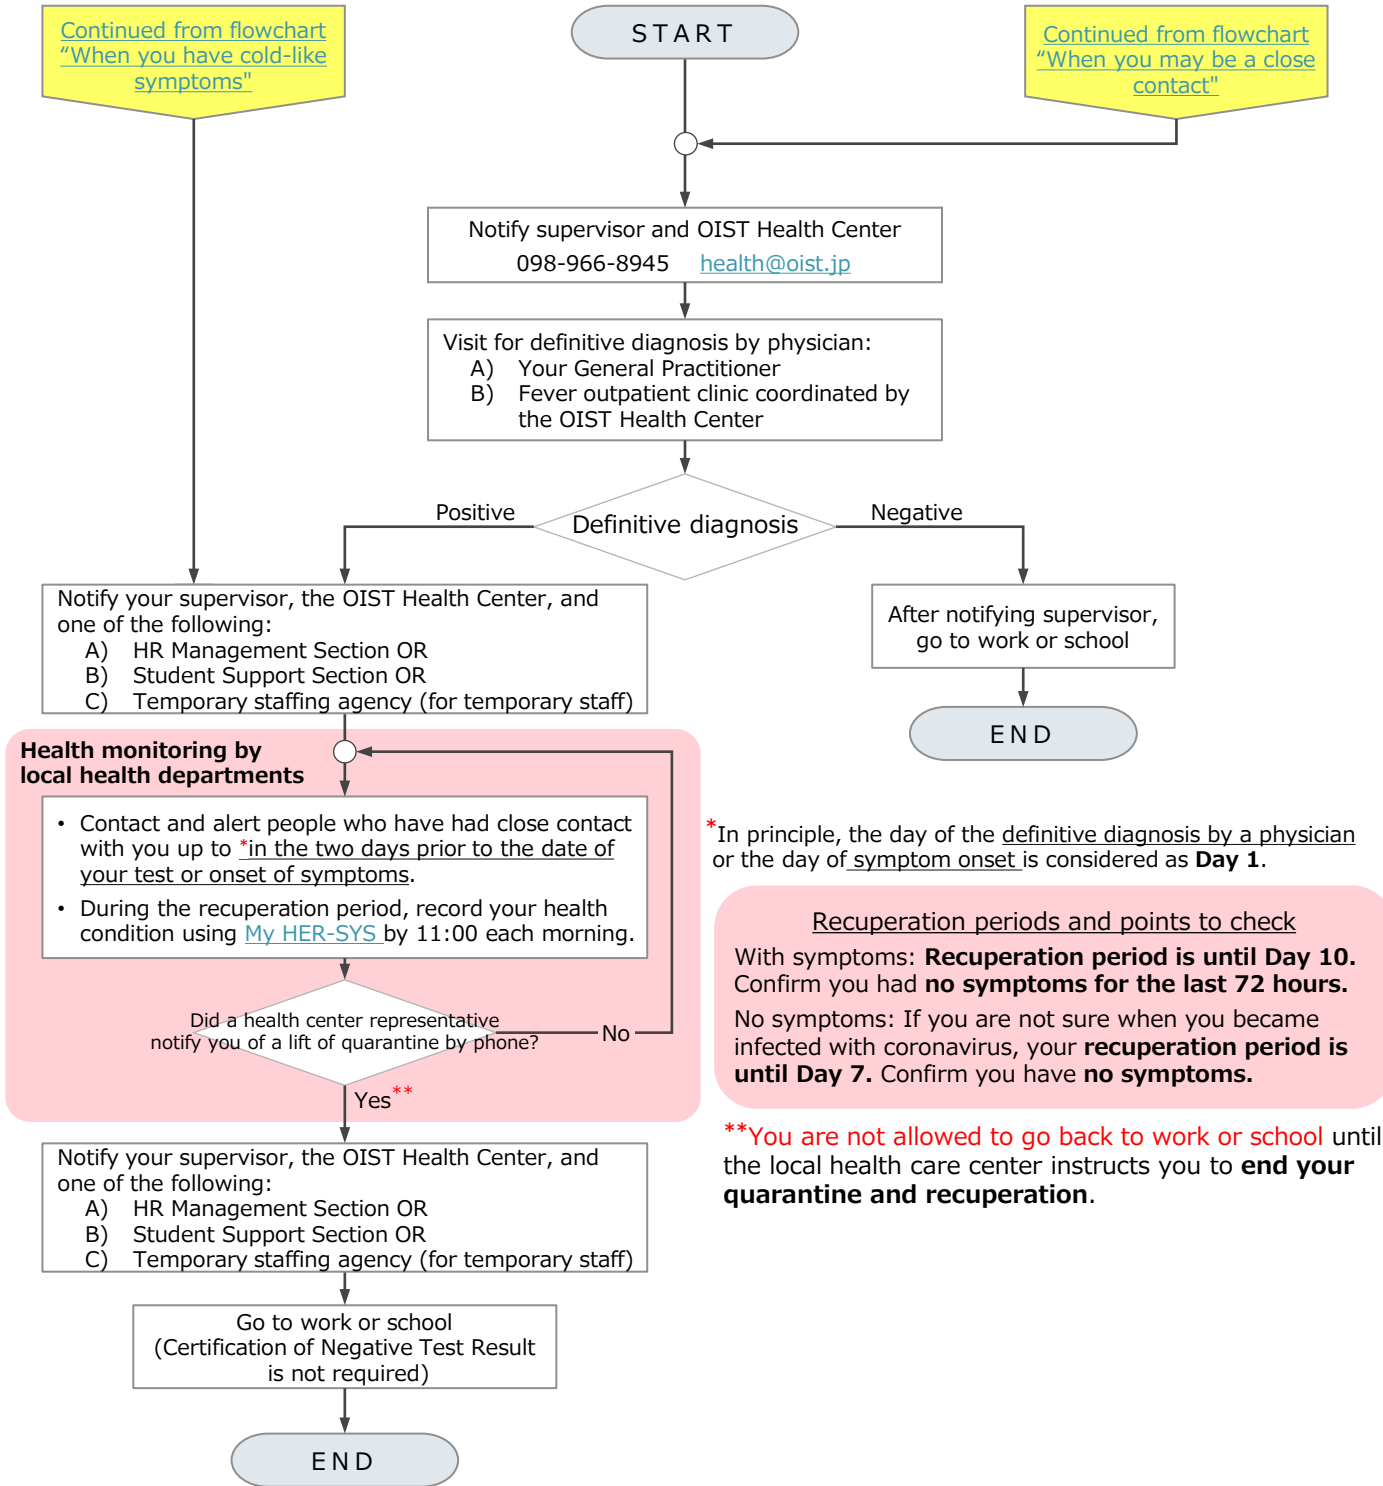 Continued from flowchart
“When you have cold-like
symptoms"
START
Continued from flowchart
“When you may be a close
contact"
Notify supervisor and OIST Health Center
098-966-8945 health@oist.jp
Visit for definitive diagnosis by physician:
A) Your General Practitioner
B) Fever outpatient clinic coordinated by
the OIST Health Center
Positive
Definitive diagnosis
Negative
Notify your supervisor, the OIST Health Center, and
one of the following:
A) HR Management Section OR
B) Student Support Section OR
C) Temporary staffing agency (for temporary staff)
After notifying supervisor,
go to work or school
END
Health monitoring by
local health departments
• Contact and alert people who have had close contact
with you up to *in the two days prior to the date of
your test or onset of symptoms.
• During the recuperation period, record your health
condition using My HER-SYS by 11:00 each morning.
Did a health center representative
notify you of a lift of quarantine by phone?
No
Yes**
*In principle, the day of the definitive diagnosis by a physician
or the day of symptom onset is considered as Day 1.
Recuperation periods and points to check
With symptoms: Recuperation period is until Day 10.
Confirm you had no symptoms for the last 72 hours.
No symptoms: If you are not sure when you became
infected with coronavirus, your recuperation period is
until Day 7. Confirm you have no symptoms.
**You are not allowed to go back to work or school until
the local health care center instructs you to end your
quarantine and recuperation.
Notify your supervisor, the OIST Health Center, and
one of the following:
A) HR Management Section OR
B) Student Support Section OR
C) Temporary staffing agency (for temporary staff)
Go to work or school
(Certification of Negative Test Result
is not required)
END